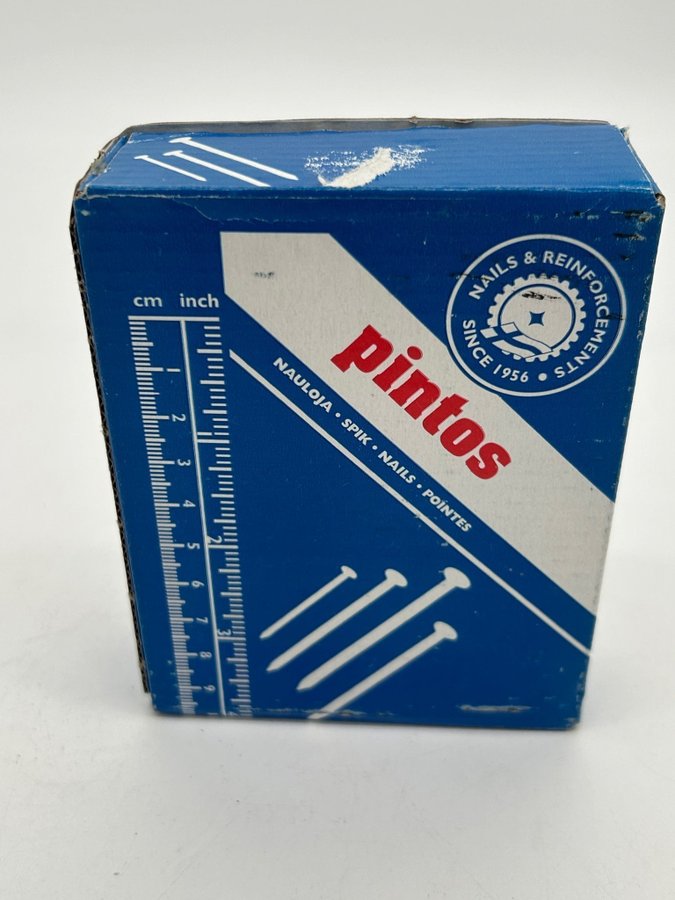 cm inch
NAILS & REINFORCEMENTS
SINCE 1956 •
pintos
NAULOJA • SPIK • NAILS • POINTES
1
2
3
4
5
6
7
8
9
2
3